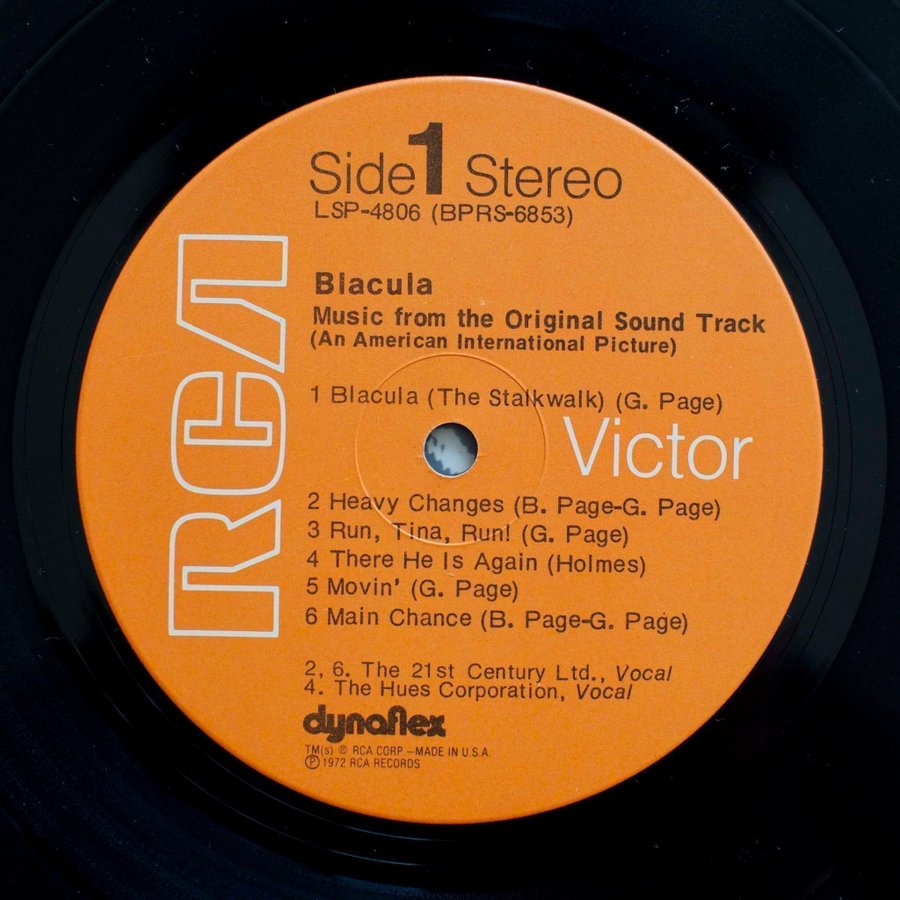 Side 1 Stereo
LSP-4806 (BPRS-6853)
Blacula
Music from the Original Sound Track
(An American International Picture)
1 Blacula (The Stalkwalk) (G. Page)
RCA
Victor
2 Heavy Changes (B. Page-G. Page)
3 Run, Tina, Run! (G. Page)
4 There He Is Again (Holmes)
5 Movin' (G. Page)
6 Main Chance (B. Page-G. Page)
2, 6. The 21st Century Ltd., Vocal
4. The Hues Corporation, Vocal
dynaflex
TM(s) ® RCA CORP.—MADE IN U.S.A.
℗ 1972 RCA RECORDS